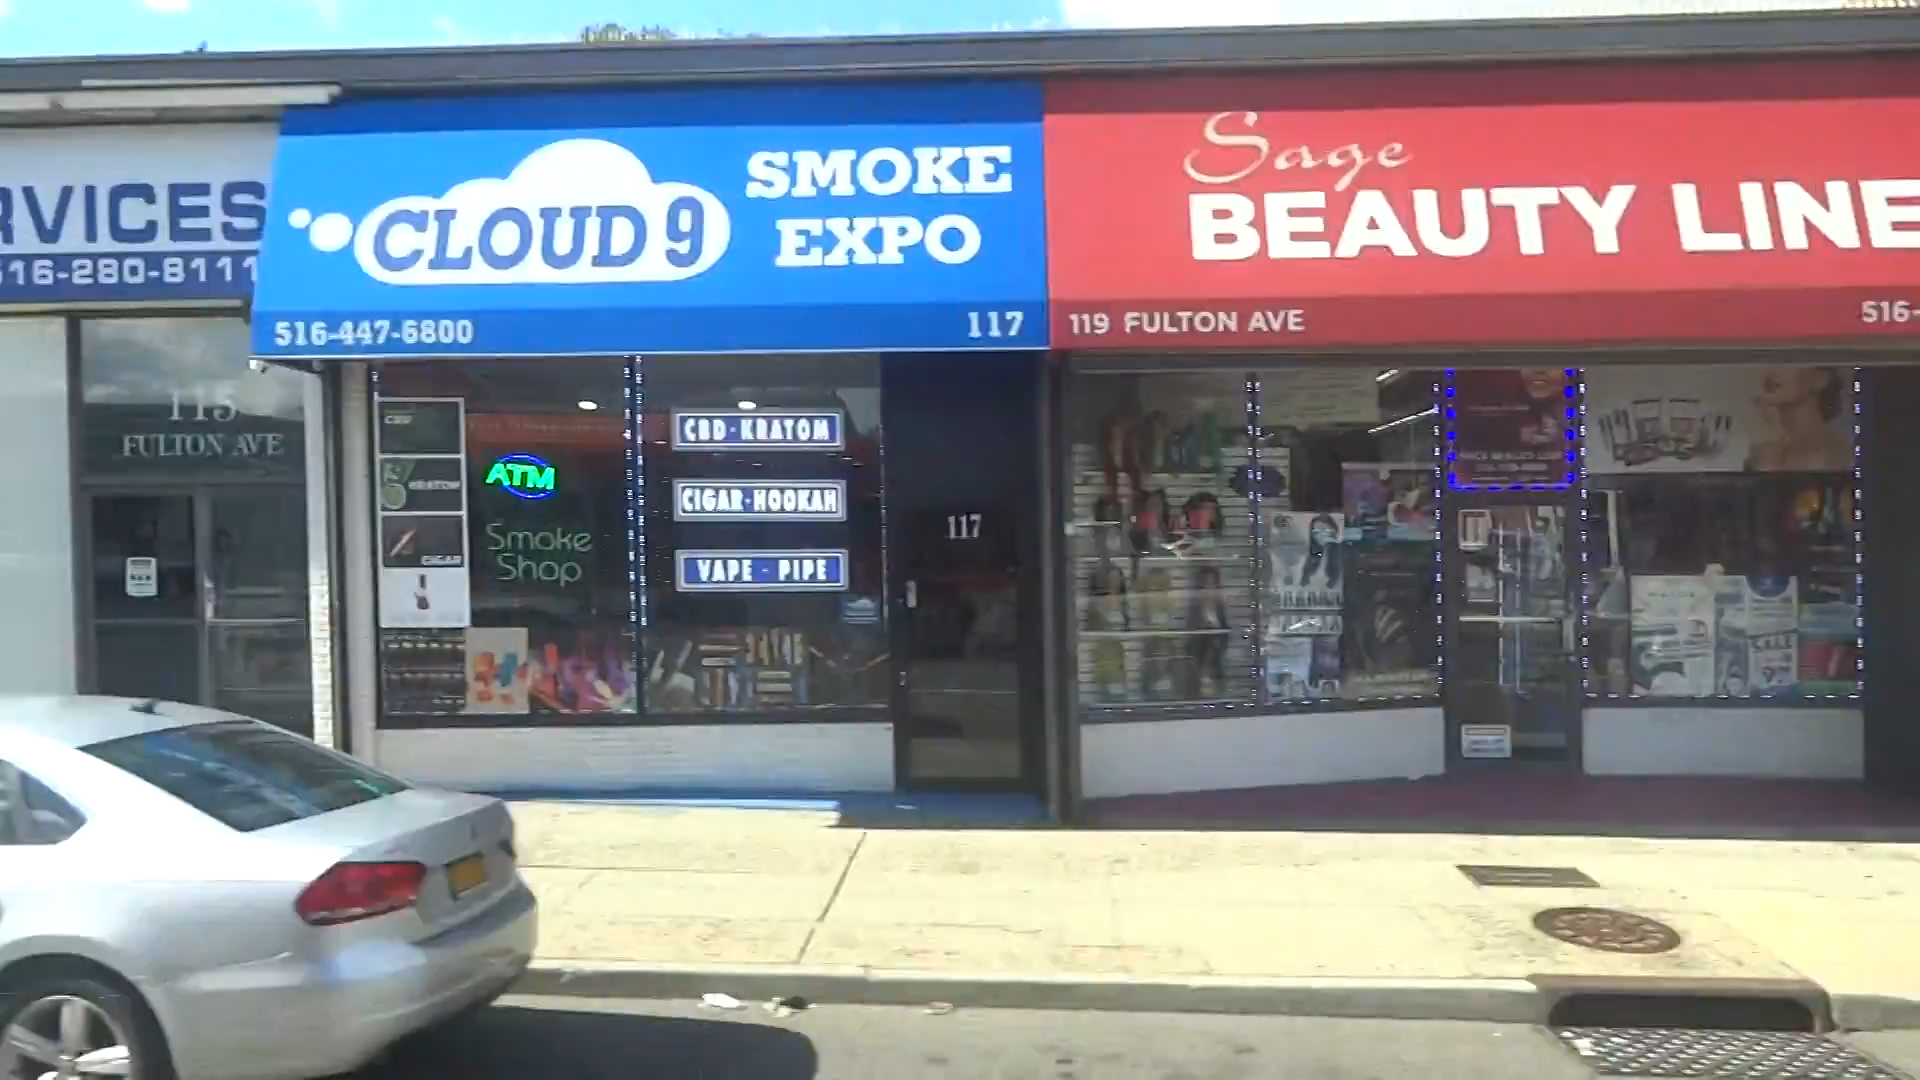 RVICES
516-280-8111
115
FULTON AVE
CLOUD 9
SMOKE
EXPO
516-447-6800
117
ATM
Smoke
Shop
CBD-KRATOM
CIGAR-HOOKAH
VAPE - PIPE
117
Sage
BEAUTY LINE
119 FULTON AVE
516-
SALE